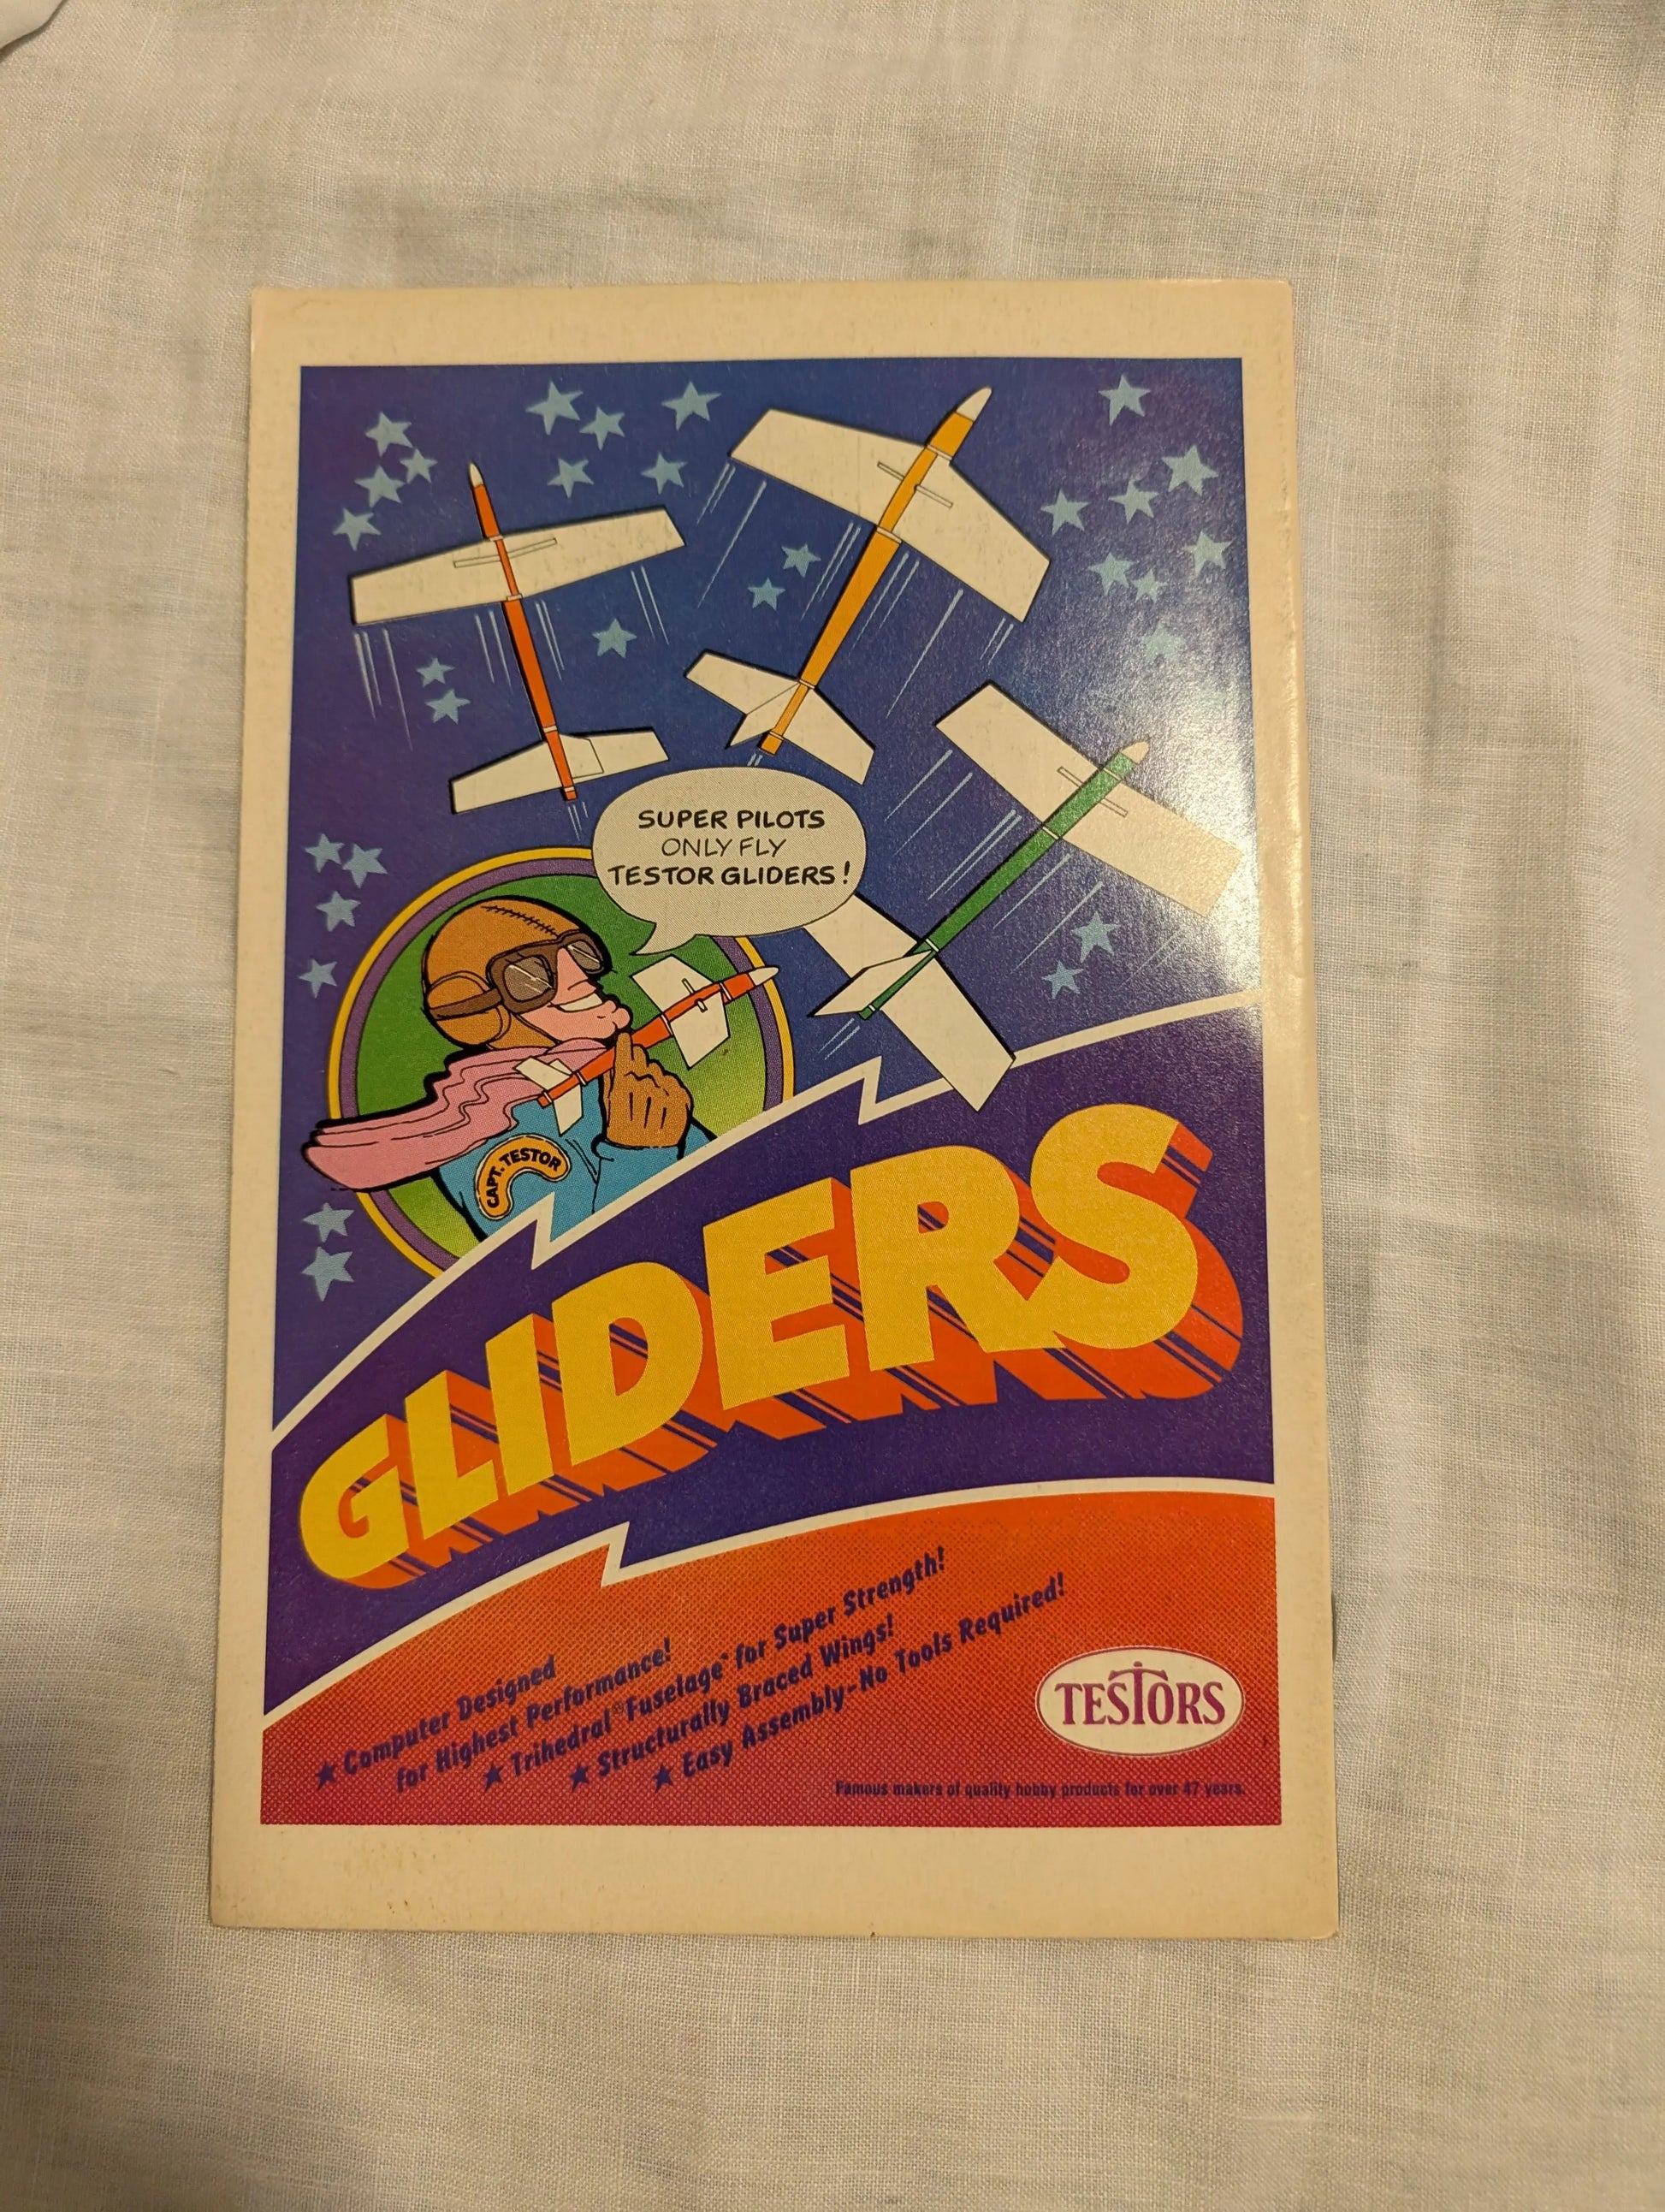 SUPER PILOTS
ONLY FLY
TESTOR GLIDERS!
CAPT. TESTOR
GLIDERS
★ Computer Designed
for Highest Performance!
★ Trihedral® Fuselage* for Super Strength!
★ Structurally Braced Wings!
★ Easy Assembly-No Tools Required!
TESTORS
Famous makers of quality hobby products for over 47 years.